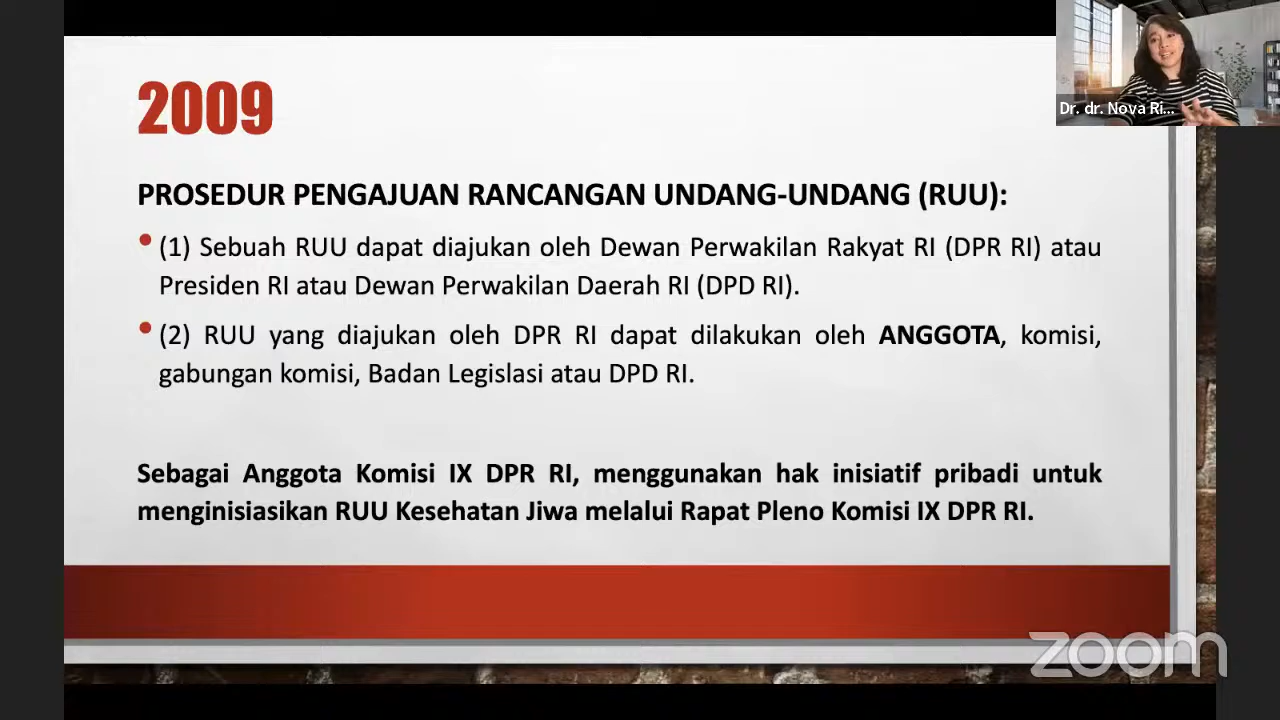 2009
PROSEDUR PENGAJUAN RANCANGAN UNDANG-UNDANG (RUU):
• (1) Sebuah RUU dapat diajukan oleh Dewan Perwakilan Rakyat RI (DPR RI) atau
Presiden RI atau Dewan Perwakilan Daerah RI (DPD RI).
• (2) RUU yang diajukan oleh DPR RI dapat dilakukan oleh ANGGOTA, komisi,
gabungan komisi, Badan Legislasi atau DPD RI.
Sebagai Anggota Komisi IX DPR RI, menggunakan hak inisiatif pribadi untuk
menginisiasikan RUU Kesehatan Jiwa melalui Rapat Pleno Komisi IX DPR RI.
Dr. dr. Nova Ri...
zoom